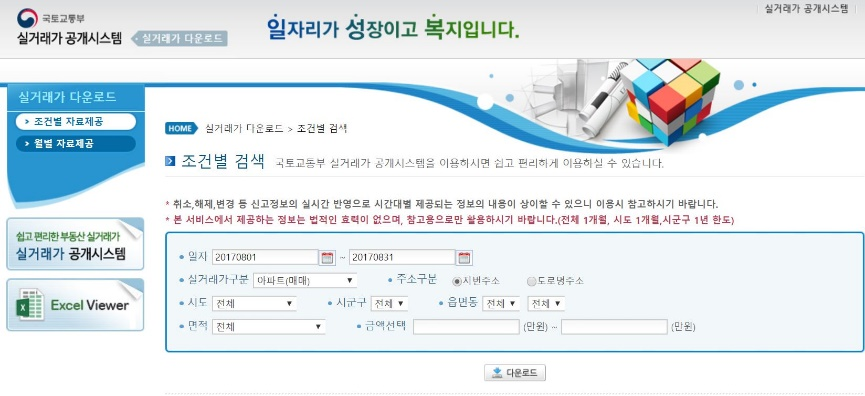 국토교통부
실거래가 공개시스템
실거래가 다운로드
일자리가 성장이고 복지입니다.
실거래가 공개시스템
실거래가 다운로드
조건별 자료제공
월별 자료제공
쉽고 편리한 부동산 실거래가
실거래가 공개시스템
Excel Viewer
HOME 실거래가 다운로드 > 조건별 검색
조건별 검색 국토교통부 실거래가 공개시스템을 이용하시면 쉽고 편리하게 이용하실 수 있습니다.
* 취소,해제,변경 등 신고정보의 실시간 반영으로 시간대별 제공되는 정보의 내용이 상이할 수 있으니 이용시 참고하시기 바랍니다.
* 본 서비스에서 제공하는 정보는 법적인 효력이 없으며, 참고용으로만 활용하시기 바랍니다.(전체 1개월, 시도 1개월,시군구 1년 한도)
일자 20170801 ~ 20170831
실거래가구분 아파트(매매) 주소구분 지번주소 도로명주소
시도 전체 시군구 전체 읍면동 전체 전체
면적 전체 금액선택 (만원) ~ (만원)
다운로드